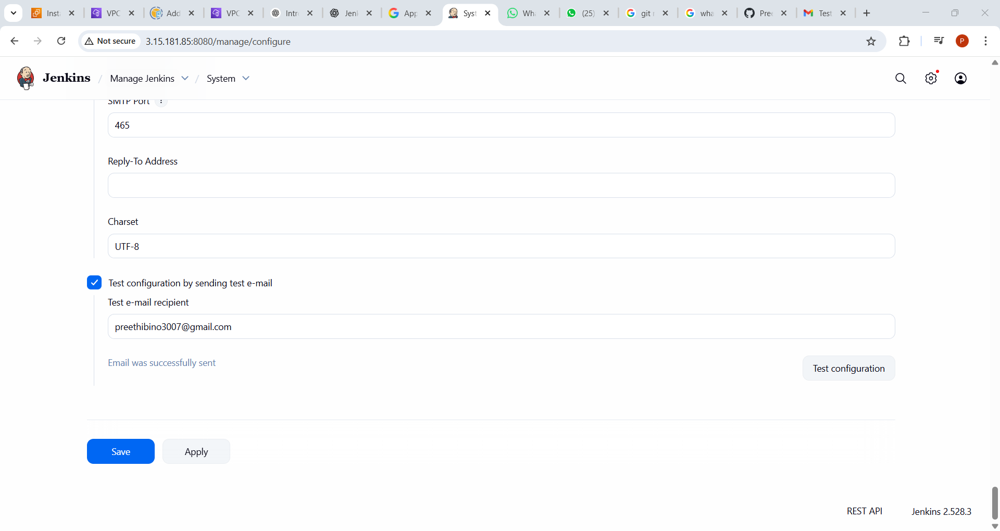 Inst
VPC
Add
VPC
Intr
Jen
App
Syst
Wha
(25)
git
wha
Pre
Test
Not secure
3.15.181.85:8080/manage/configure
P
Jenkins / Manage Jenkins / System
SMTP Port ?
465
Reply-To Address
Charset
UTF-8
Test configuration by sending test e-mail
Test e-mail recipient
preethibino3007@gmail.com
Email was successfully sent
Test configuration
Save
Apply
REST API
Jenkins 2.528.3